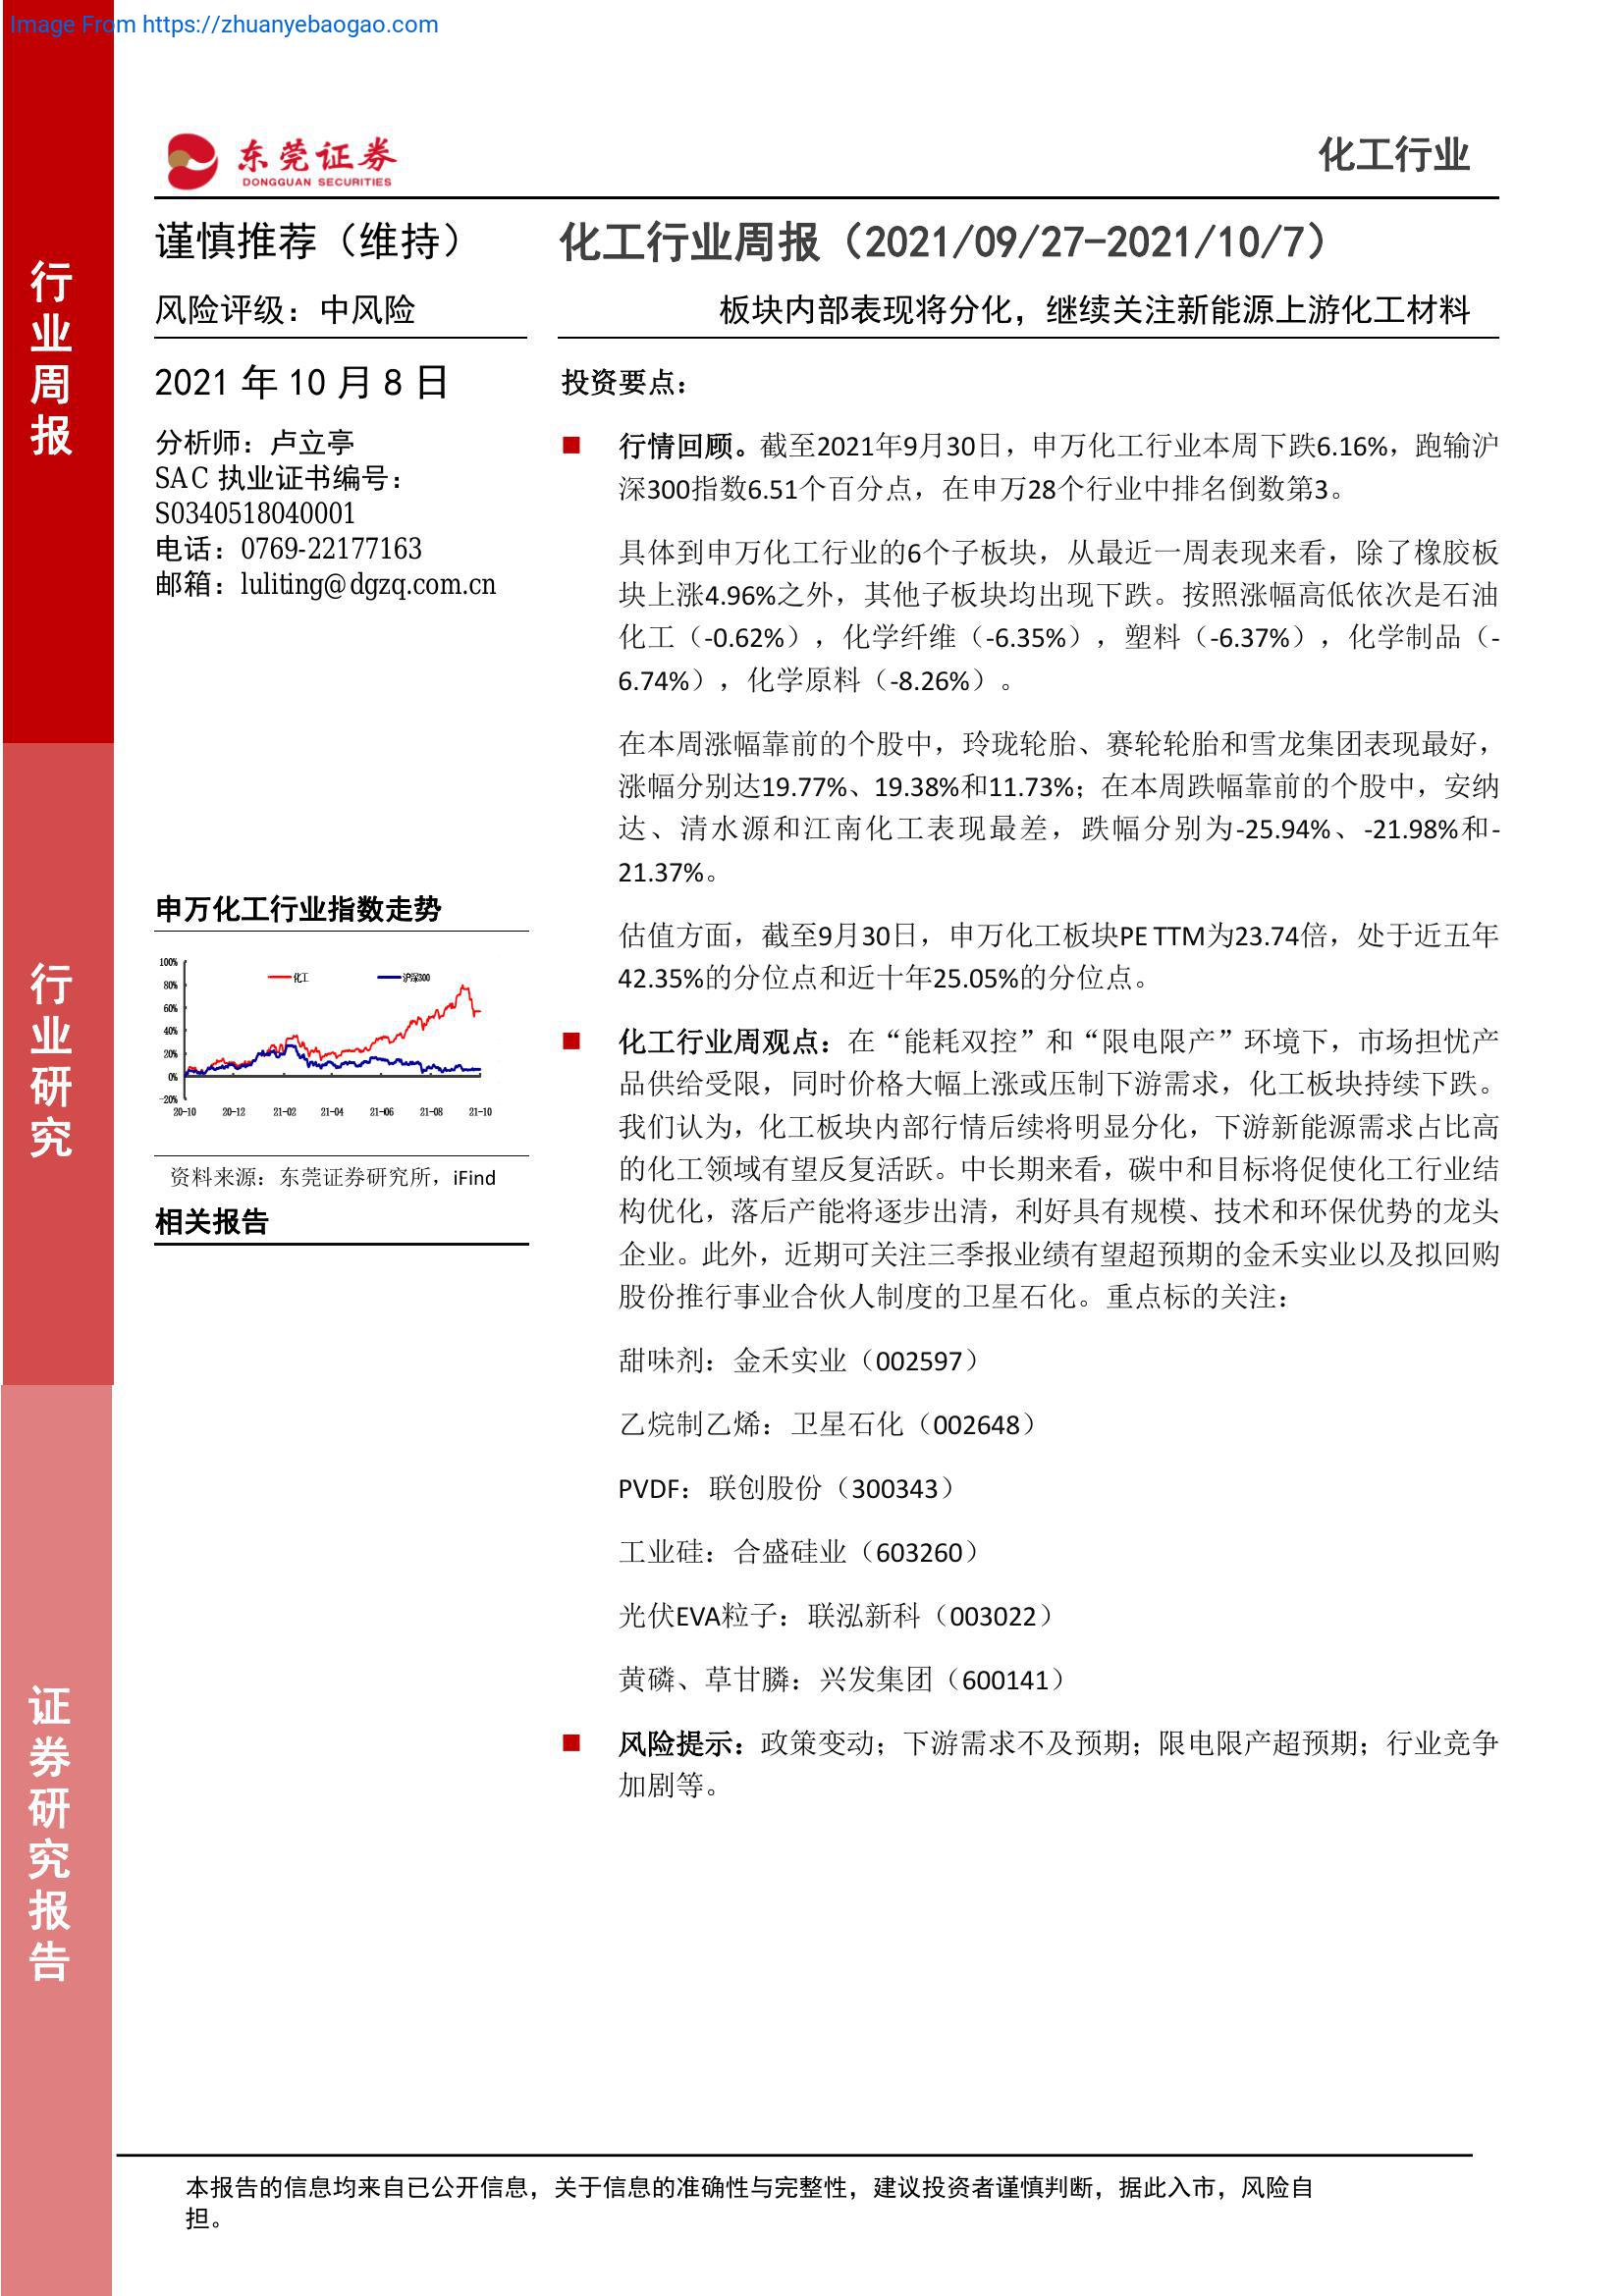 Image From https://zhuanyebaogao.com
行业周报
行业研究
证券研究报告
东莞证券
DONGGUAN SECURITIES
化工行业
谨慎推荐（维持）
风险评级：中风险
2021 年 10 月 8 日
分析师：卢立亭
SAC 执业证书编号：
S0340518040001
电话：0769-22177163
邮箱：luliting@dgzq.com.cn
申万化工行业指数走势
100%
80%
60%
40%
20%
0%
-20%
化工
沪深300
20-10 20-12 21-02 21-04 21-06 21-08 21-10
资料来源：东莞证券研究所，iFind
相关报告
化工行业周报（2021/09/27-2021/10/7）
板块内部表现将分化，继续关注新能源上游化工材料
投资要点：
行情回顾。截至2021年9月30日，申万化工行业本周下跌6.16%，跑输沪
深300指数6.51个百分点，在申万28个行业中排名倒数第3。
具体到申万化工行业的6个子板块，从最近一周表现来看，除了橡胶板
块上涨4.96%之外，其他子板块均出现下跌。按照涨幅高低依次是石油
化工（-0.62%），化学纤维（-6.35%），塑料（-6.37%），化学制品（-
6.74%），化学原料（-8.26%）。
在本周涨幅靠前的个股中，玲珑轮胎、赛轮轮胎和雪龙集团表现最好，
涨幅分别达19.77%、19.38%和11.73%；在本周跌幅靠前的个股中，安纳
达、清水源和江南化工表现最差，跌幅分别为-25.94%、-21.98%和-
21.37%。
估值方面，截至9月30日，申万化工板块PE TTM为23.74倍，处于近五年
42.35%的分位点和近十年25.05%的分位点。
化工行业周观点：在“能耗双控”和“限电限产”环境下，市场担忧产
品供给受限，同时价格大幅上涨或压制下游需求，化工板块持续下跌。
我们认为，化工板块内部行情后续将明显分化，下游新能源需求占比高
的化工领域有望反复活跃。中长期来看，碳中和目标将促使化工行业结
构优化，落后产能将逐步出清，利好具有规模、技术和环保优势的龙头
企业。此外，近期可关注三季报业绩有望超预期的金禾实业以及拟回购
股份推行事业合伙人制度的卫星石化。重点标的关注：
甜味剂：金禾实业（002597）
乙烷制乙烯：卫星石化（002648）
PVDF：联创股份（300343）
工业硅：合盛硅业（603260）
光伏EVA粒子：联泓新科（003022）
黄磷、草甘膦：兴发集团（600141）
风险提示：政策变动；下游需求不及预期；限电限产超预期；行业竞争
加剧等。
本报告的信息均来自已公开信息，关于信息的准确性与完整性，建议投资者谨慎判断，据此入市，风险自
担。